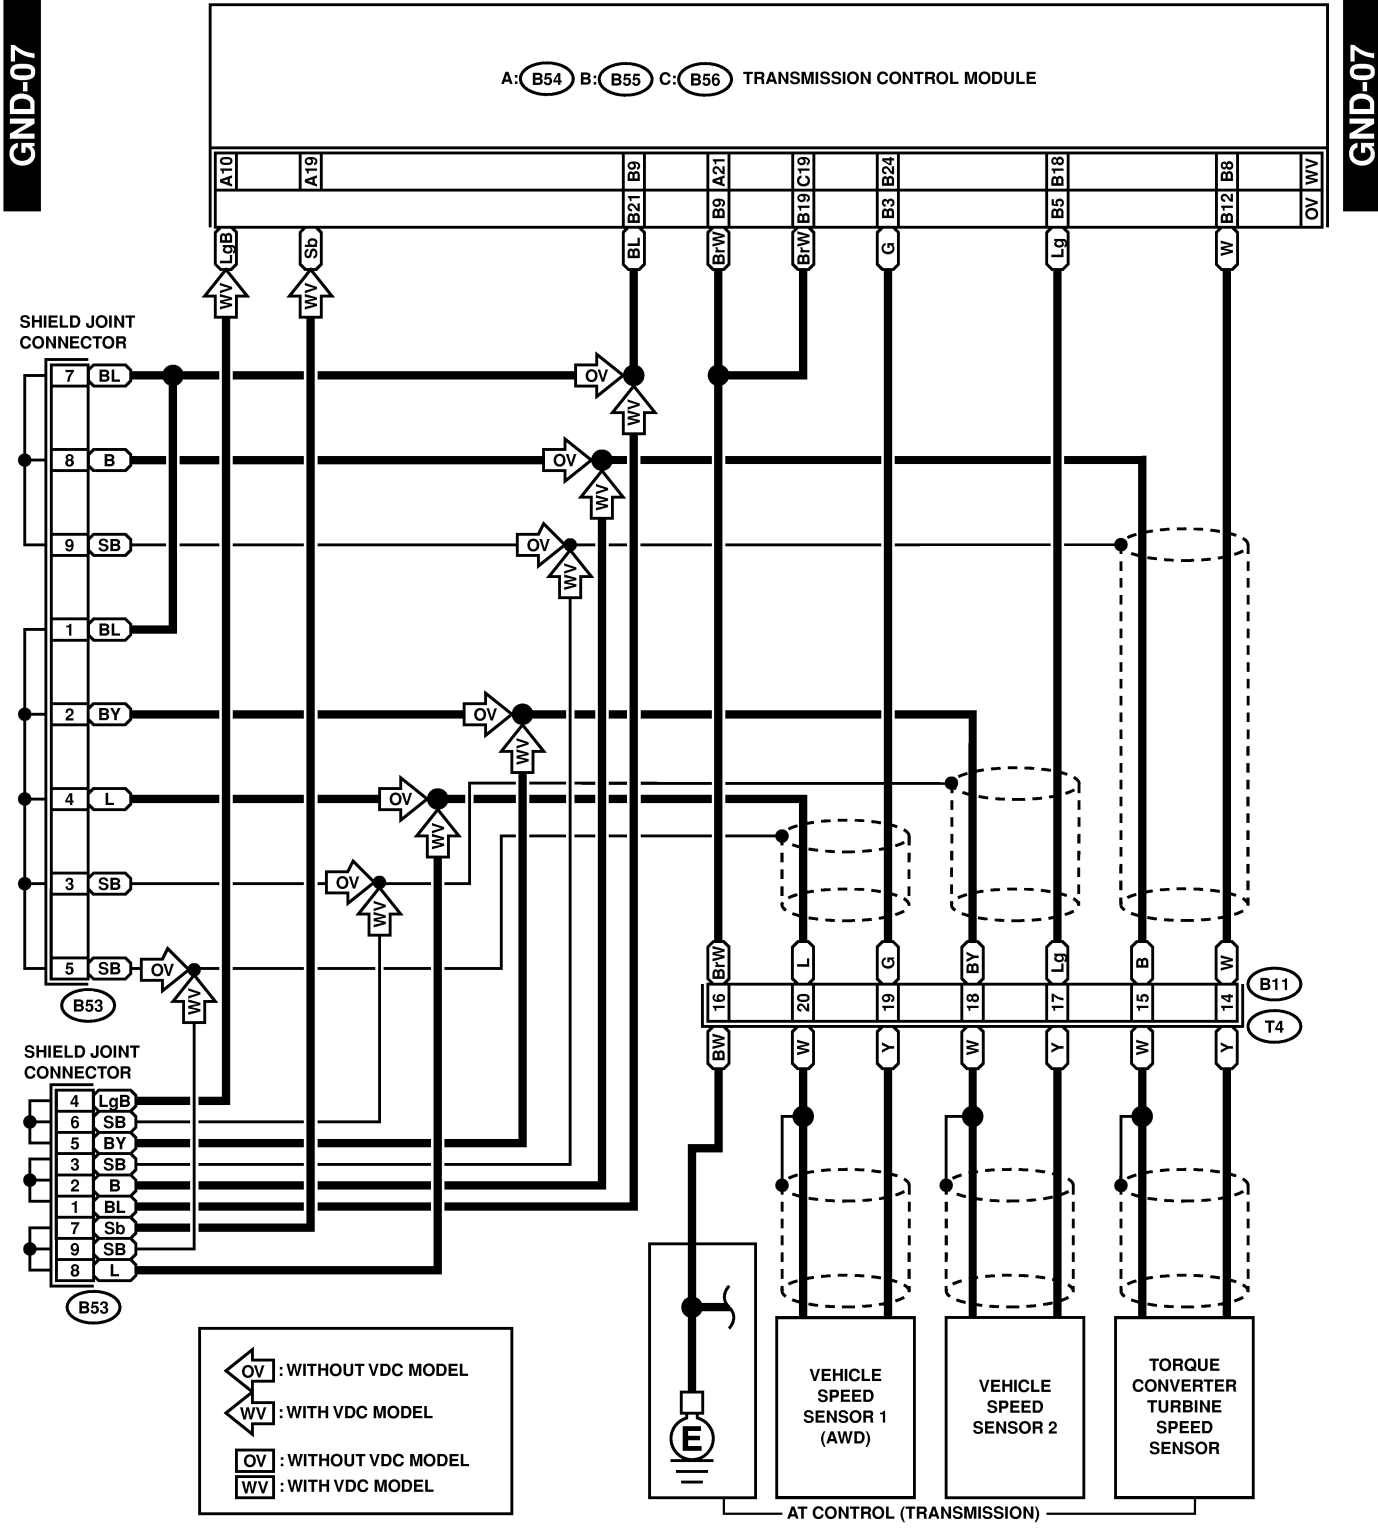 GND-07
GND-07
A: B54 B: B55 C: B56 TRANSMISSION CONTROL MODULE
A10 A19 B9 A21 C19 B24 B18 B8 WV
B21 B9 B19 B3 B5 B12 OV
LgB Sb BL BrW BrW G Lg W
WV WV
SHIELD JOINT
CONNECTOR
7 BL OV
WV
8 B OV
WV
9 SB OV
WV
1 BL
2 BY OV
WV
4 L OV
WV
3 SB OV
WV
5 SB OV
WV
B53
BrW L G BY Lg B W
16 20 19 18 17 15 14
B11
T4
BW W Y W Y W Y
SHIELD JOINT
CONNECTOR
4 LgB
6 SB
5 BY
3 SB
2 B
1 BL
7 Sb
9 SB
8 L
B53
OV : WITHOUT VDC MODEL
WV : WITH VDC MODEL
OV : WITHOUT VDC MODEL
WV : WITH VDC MODEL
E
VEHICLE
SPEED
SENSOR 1
(AWD)
VEHICLE
SPEED
SENSOR 2
TORQUE
CONVERTER
TURBINE
SPEED
SENSOR
AT CONTROL (TRANSMISSION)